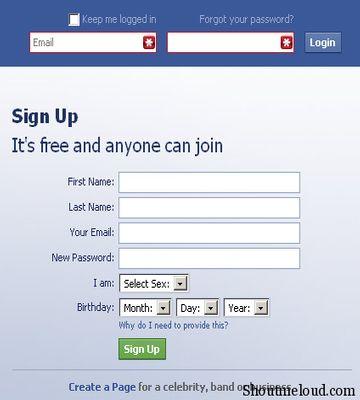 Keep me logged in Forgot your password?
Email Login
Sign Up
It's free and anyone can join
First Name:
Last Name:
Your Email:
New Password:
I am: Select Sex:
Birthday: Month: Day: Year:
Why do I need to provide this?
Sign Up
Create a Page for a celebrity, band or business.
Shoutmeloud.com